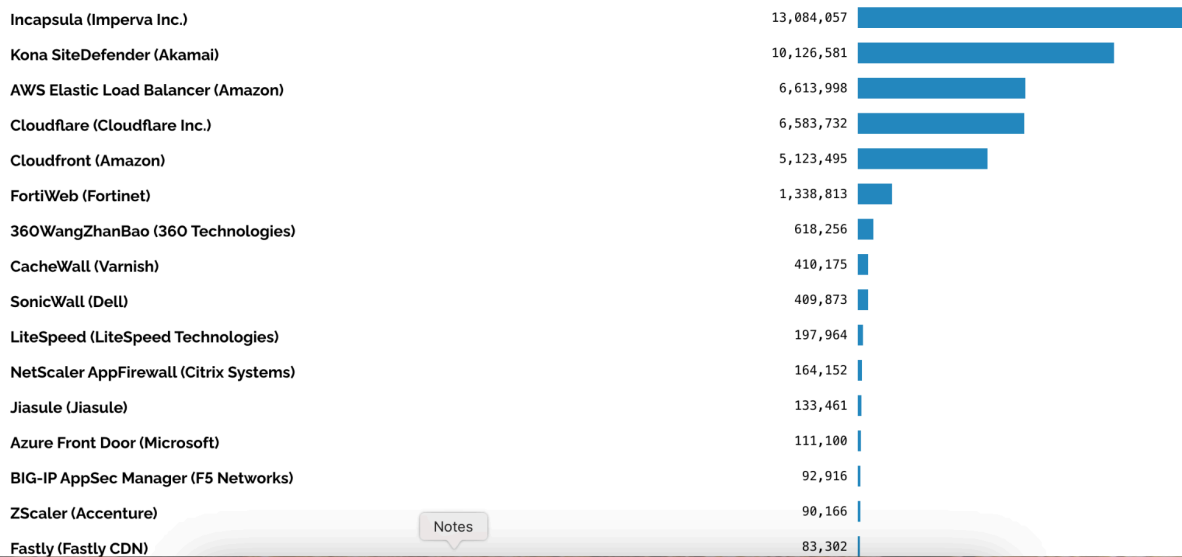 Incapsula (Imperva Inc.) 13,084,057
Kona SiteDefender (Akamai) 10,126,581
AWS Elastic Load Balancer (Amazon) 6,613,998
Cloudflare (Cloudflare Inc.) 6,583,732
Cloudfront (Amazon) 5,123,495
FortiWeb (Fortinet) 1,338,813
360WangZhanBao (360 Technologies) 618,256
CacheWall (Varnish) 410,175
SonicWall (Dell) 409,873
LiteSpeed (LiteSpeed Technologies) 197,964
NetScaler AppFirewall (Citrix Systems) 164,152
Jiasule (Jiasule) 133,461
Azure Front Door (Microsoft) 111,100
BIG-IP AppSec Manager (F5 Networks) 92,916
ZScaler (Accenture) 90,166
Notes
Fastly (Fastly CDN) 83,302